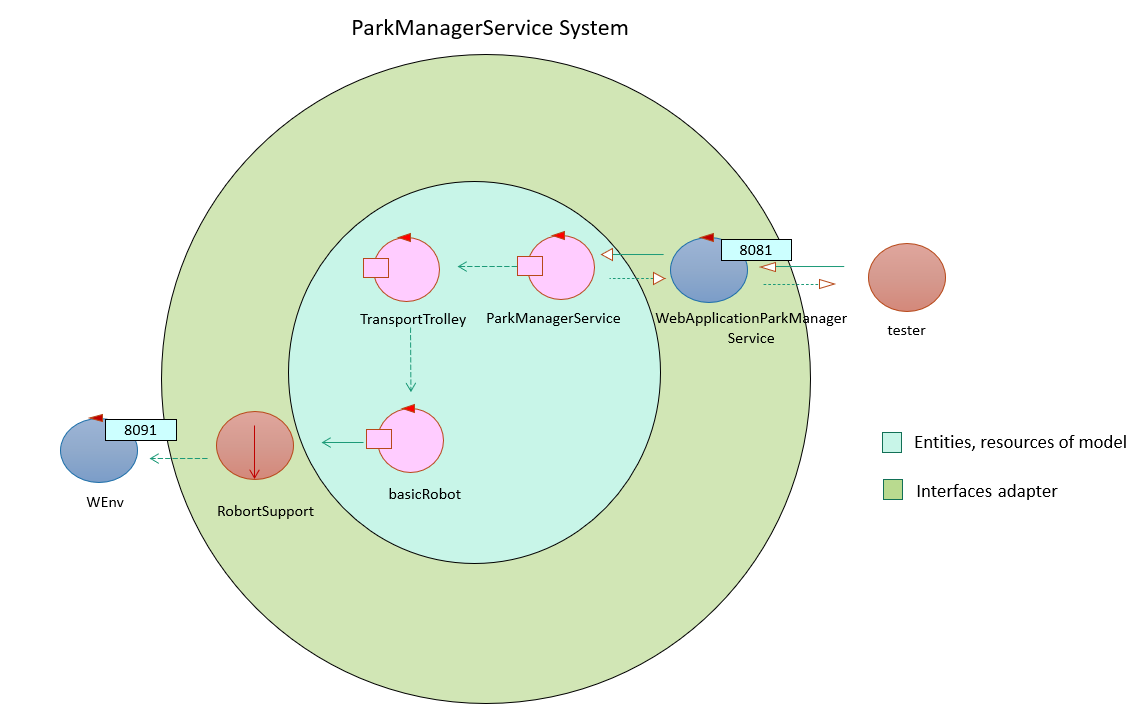 ParkManagerService System
8081
TransportTrolley
ParkManagerService
WebApplicationParkManager
Service
tester
8091
WEnv
RobortSupport
basicRobot
Entities, resources of model
Interfaces adapter